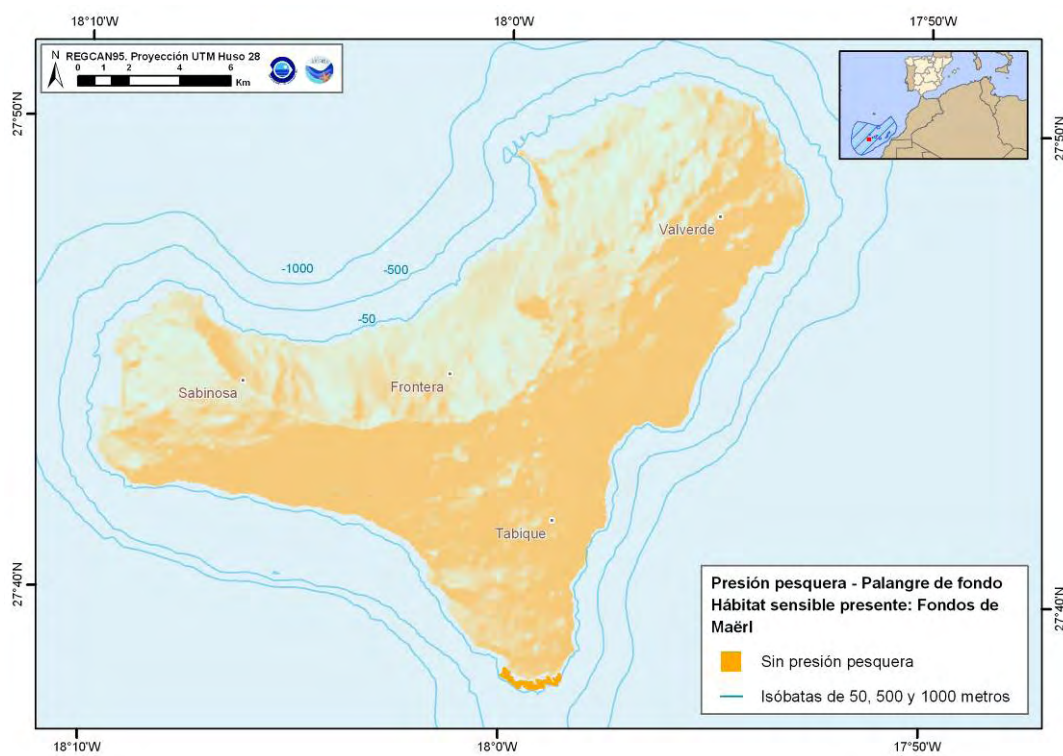 18°10'W
18°0'W
17°50'W
N
REGCAN95. Proyección UTM Huso 28
0 1 2 4 6
Km
27°50'N
27°50'N
Valverde
-1000
-500
-50
Sabinosa
Frontera
Tabique
27°40'N
27°40'N
Presión pesquera - Palangre de fondo
Hábitat sensible presente: Fondos de
Maërl
Sin presión pesquera
Isóbatas de 50, 500 y 1000 metros
18°10'W
18°0'W
17°50'W